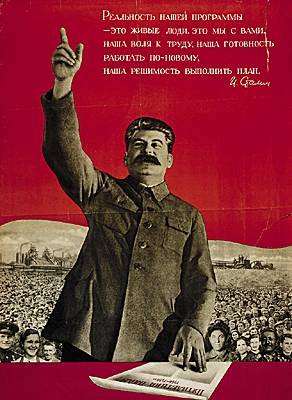 Реальность нашей программы
—это живые люди, это мы с вами,
наша воля к труду, наша готовность
работать по-новому,
наша решимость выполнить план.
И. Сталин